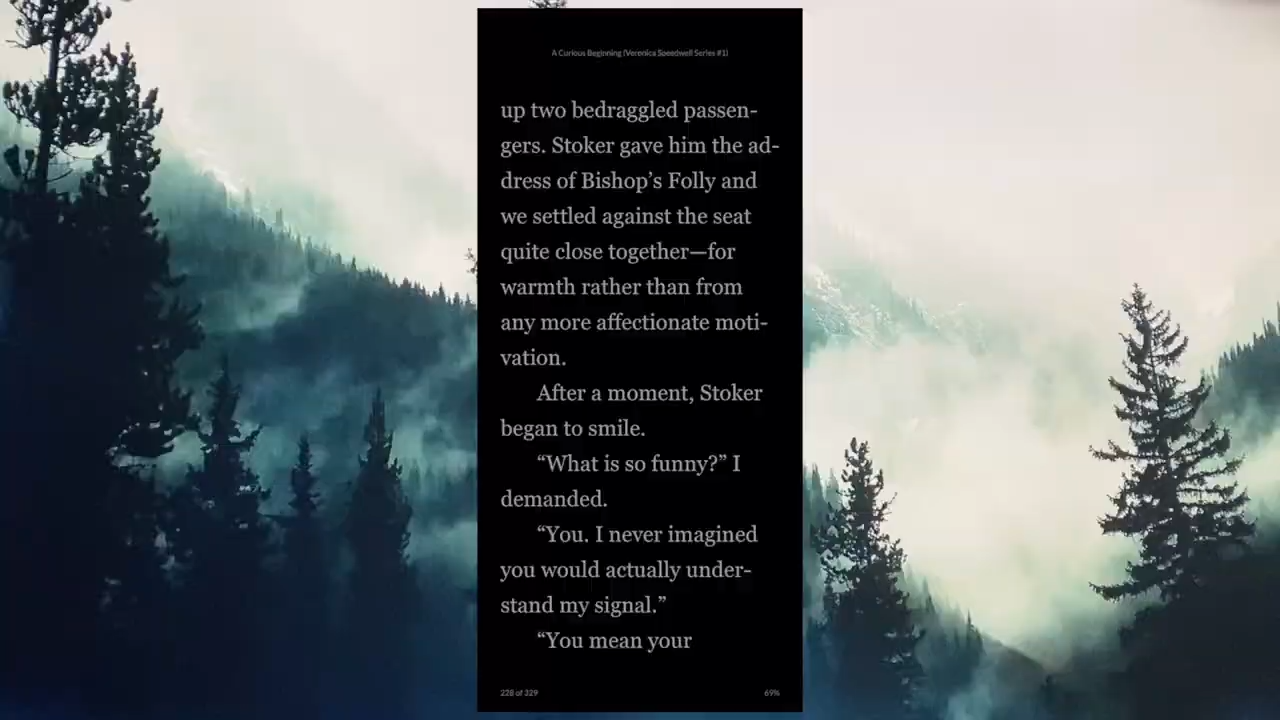 A Curious Beginning (Veronica Speedwell Series #1)
up two bedraggled passen-
gers. Stoker gave him the ad-
dress of Bishop’s Folly and
we settled against the seat
quite close together—for
warmth rather than from
any more affectionate moti-
vation.
After a moment, Stoker
began to smile.
“What is so funny?” I
demanded.
“You. I never imagined
you would actually under-
stand my signal.”
“You mean your
228 of 329
69%